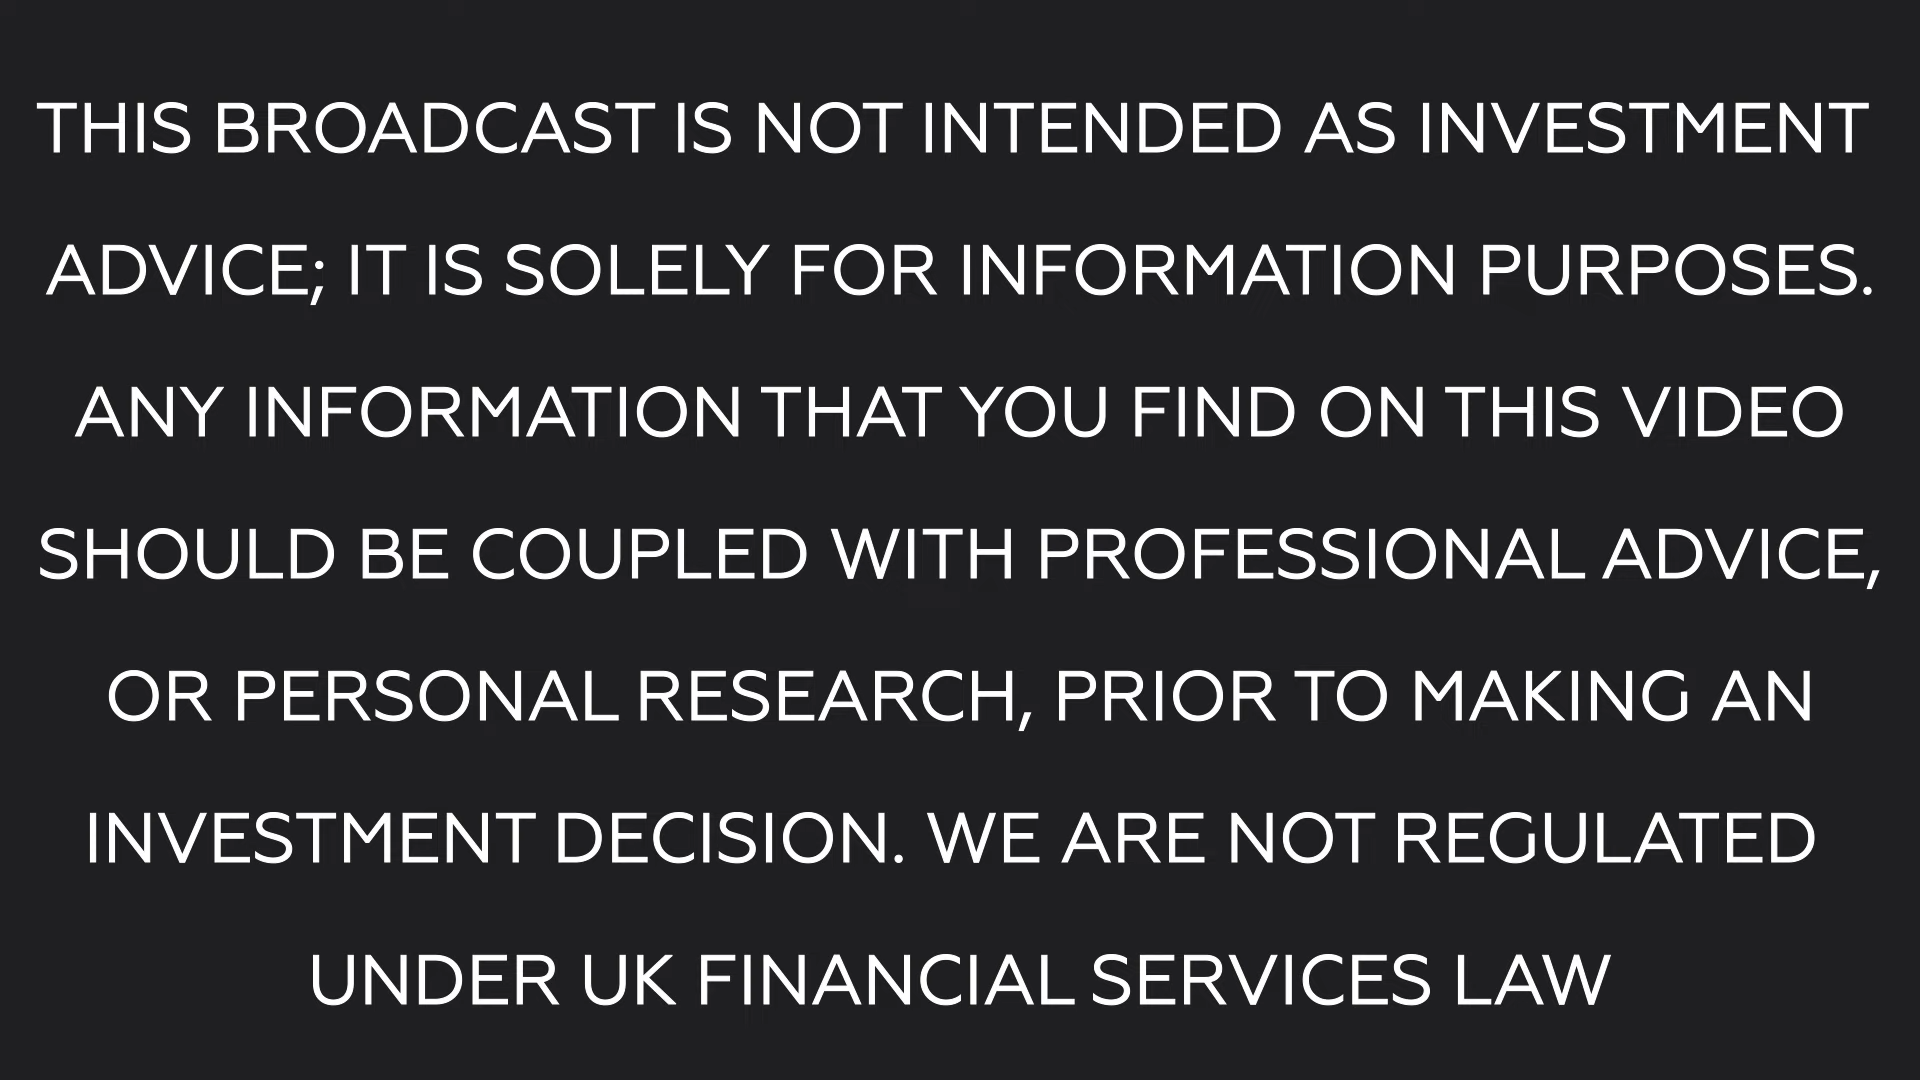 THIS BROADCAST IS NOT INTENDED AS INVESTMENT
ADVICE; IT IS SOLELY FOR INFORMATION PURPOSES.
ANY INFORMATION THAT YOU FIND ON THIS VIDEO
SHOULD BE COUPLED WITH PROFESSIONAL ADVICE,
OR PERSONAL RESEARCH, PRIOR TO MAKING AN
INVESTMENT DECISION. WE ARE NOT REGULATED
UNDER UK FINANCIAL SERVICES LAW